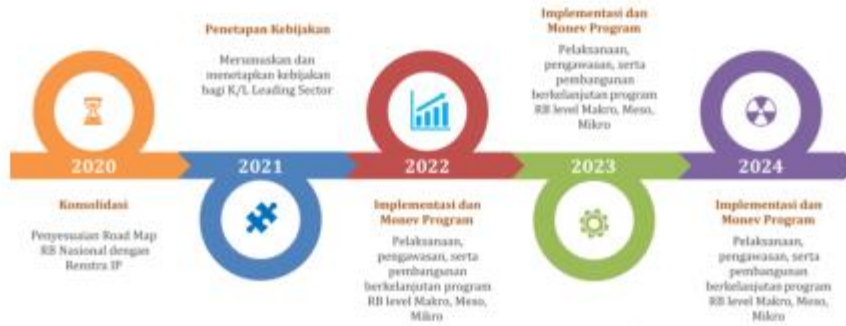 2020
Konsolidasi
Penyesuaian Road Map
RB Nasional dengan
Renstra IP
Penetapan Kebijakan
Merumuskan dan
menetapkan kebijakan
bagi K/L Leading Sector
2021
2022
Implementasi dan
Monev Program
Pelaksanaan,
pengawasan, serta
pembangunan
berkelanjutan program
RB level Makro, Meso,
Mikro
Implementasi dan
Monev Program
Pelaksanaan,
pengawasan, serta
pembangunan
berkelanjutan program
RB level Makro, Meso,
Mikro
2023
2024
Implementasi dan
Monev Program
Pelaksanaan,
pengawasan, serta
pembangunan
berkelanjutan program
RB level Makro, Meso,
Mikro